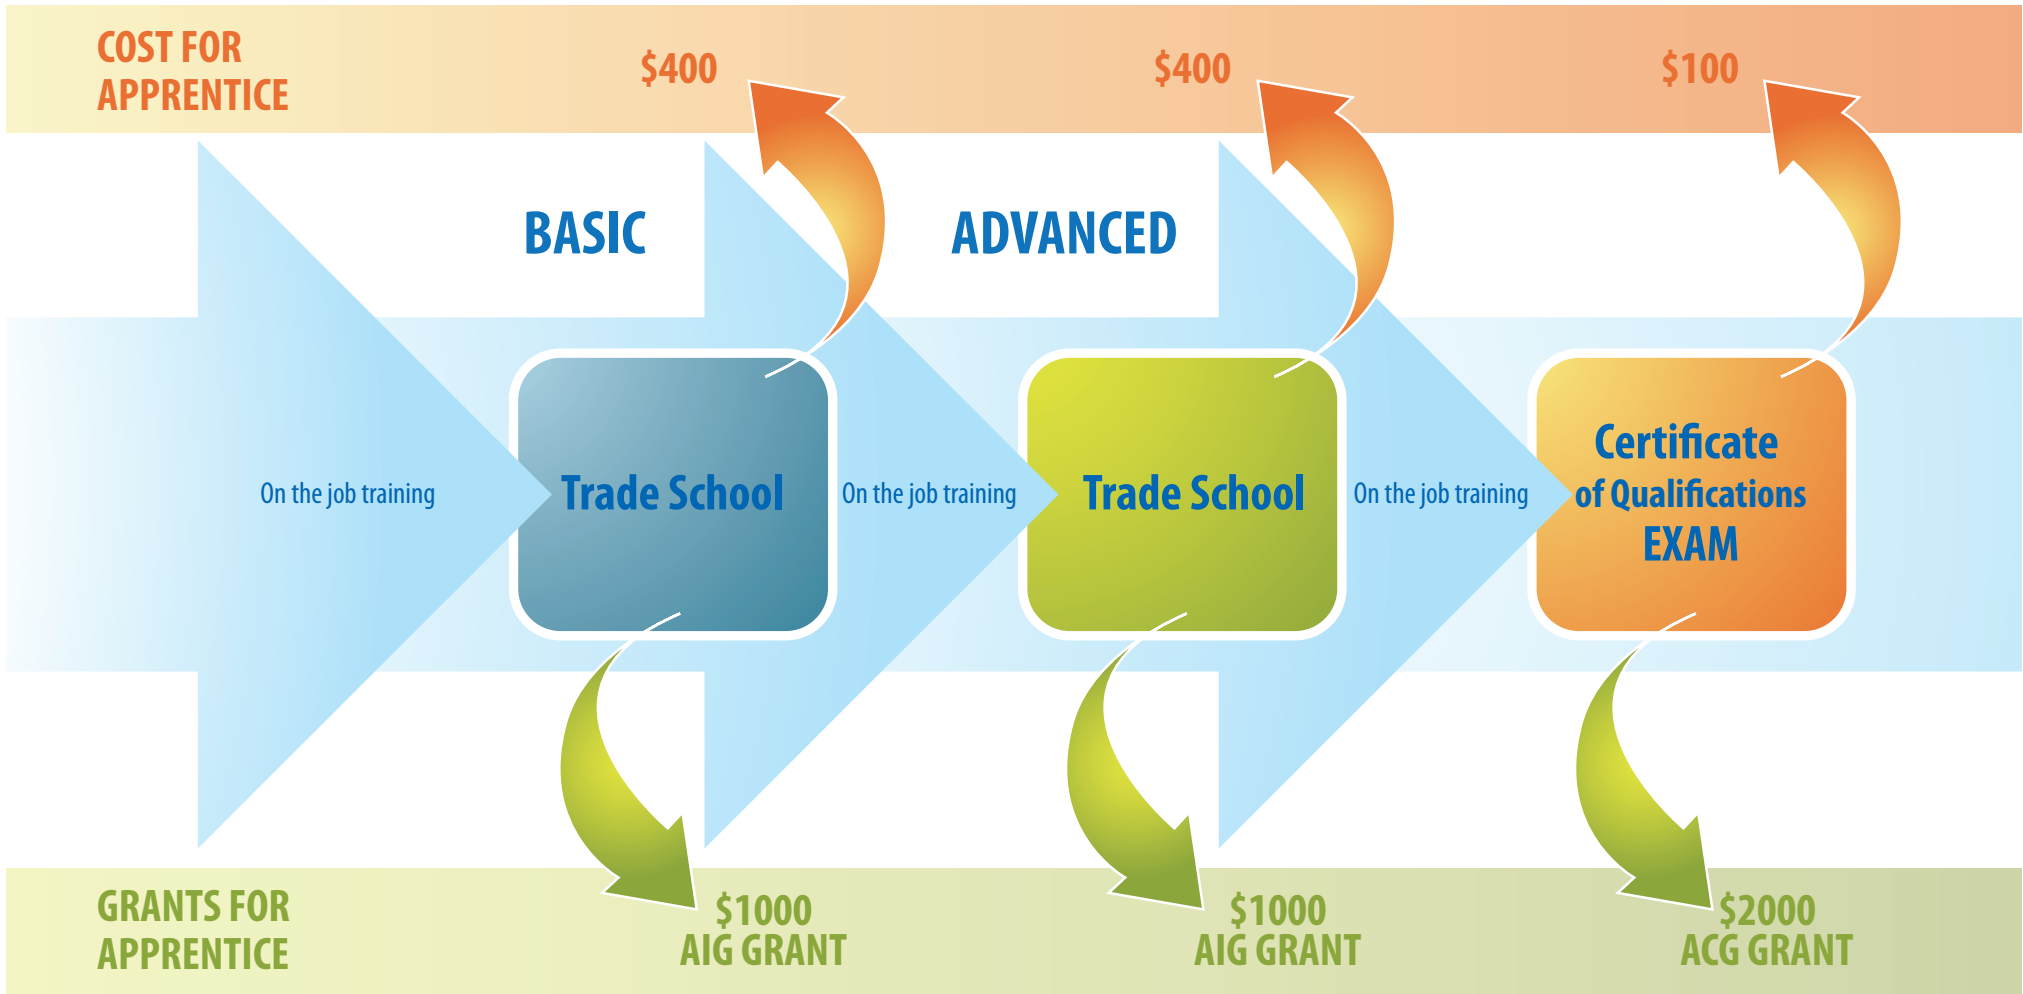 COST FOR
APPRENTICE
$400
$400
$100
BASIC
ADVANCED
On the job training
Trade School
On the job training
Trade School
On the job training
Certificate
of Qualifications
EXAM
GRANTS FOR
APPRENTICE
$1000
AIG GRANT
$1000
AIG GRANT
$2000
ACG GRANT